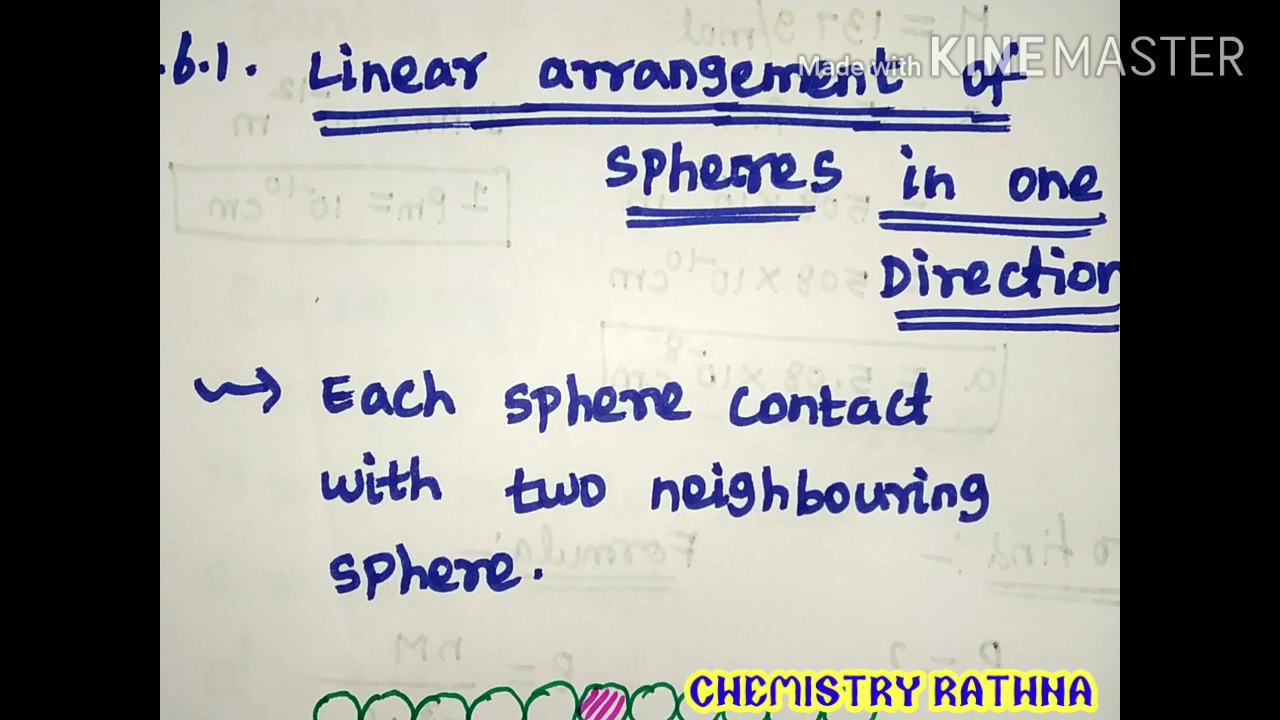 .6.1. Linear arrangement of
spheres in one
Direction
Made with KINEMASTER
→ Each sphere contact
with two neighbouring
sphere.
CHEMISTRY RATHNA